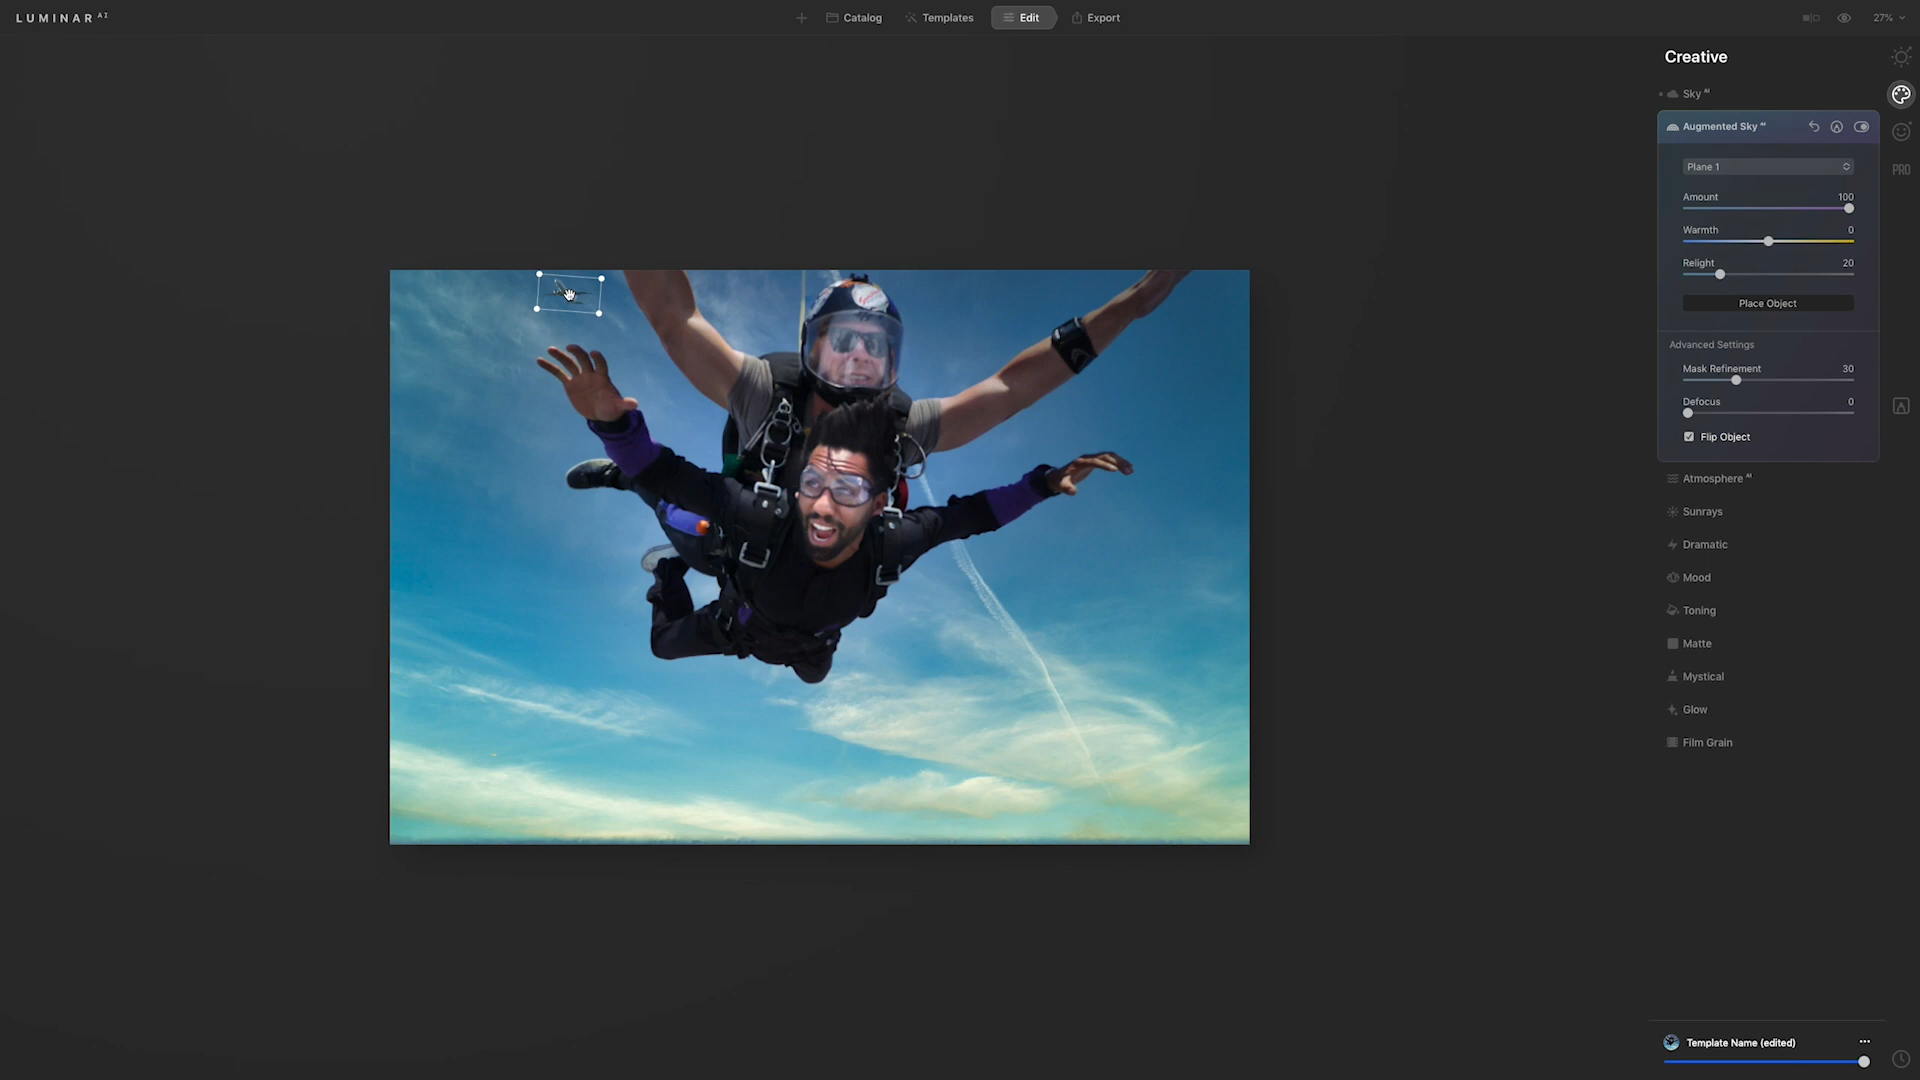 LUMINAR AI
Catalog
Templates
Edit
Export
27%
Creative
Sky AI
Augmented Sky AI
Plane 1
Amount 100
Warmth 0
Relight 20
Place Object
Advanced Settings
Mask Refinement 30
Defocus 0
Flip Object
Atmosphere AI
Sunrays
Dramatic
Mood
Toning
Matte
Mystical
Glow
Film Grain
PRO
Template Name (edited)